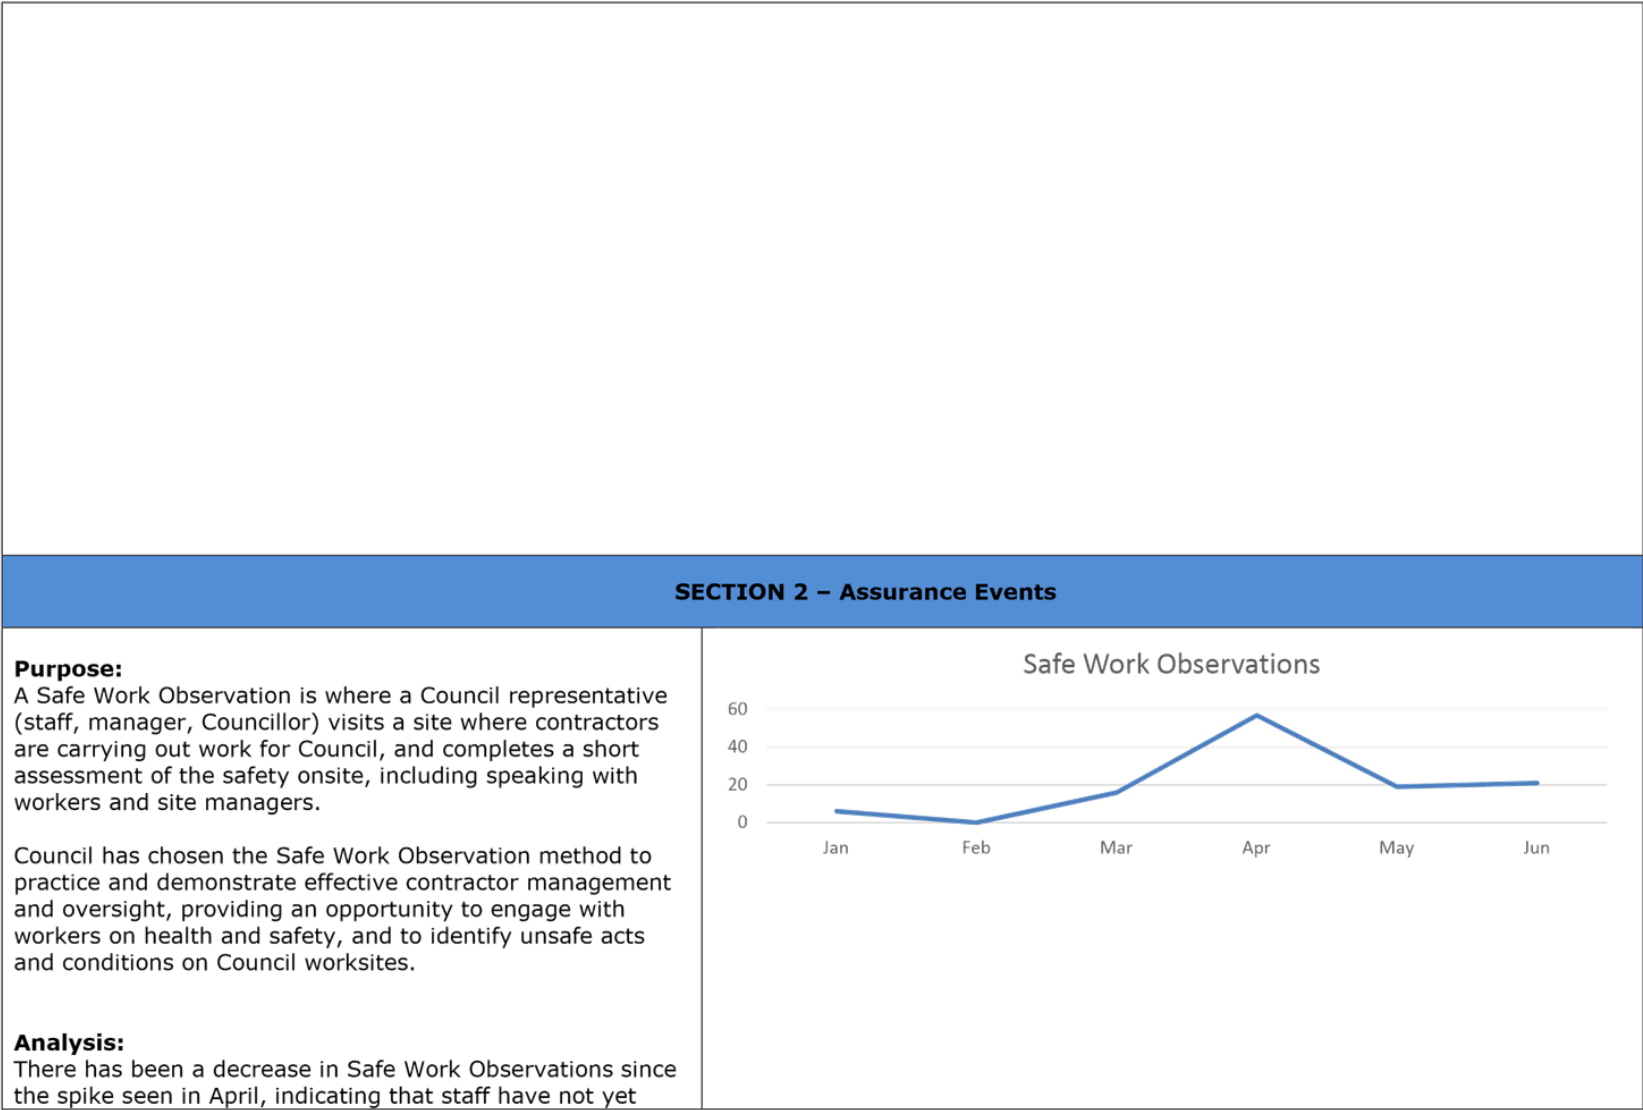 SECTION 2 – Assurance Events
Purpose:
A Safe Work Observation is where a Council representative
(staff, manager, Councillor) visits a site where contractors
are carrying out work for Council, and completes a short
assessment of the safety onsite, including speaking with
workers and site managers.
Council has chosen the Safe Work Observation method to
practice and demonstrate effective contractor management
and oversight, providing an opportunity to engage with
workers on health and safety, and to identify unsafe acts
and conditions on Council worksites.
Analysis:
There has been a decrease in Safe Work Observations since
the spike seen in April, indicating that staff have not yet
Safe Work Observations
60
40
20
0
Jan Feb Mar Apr May Jun